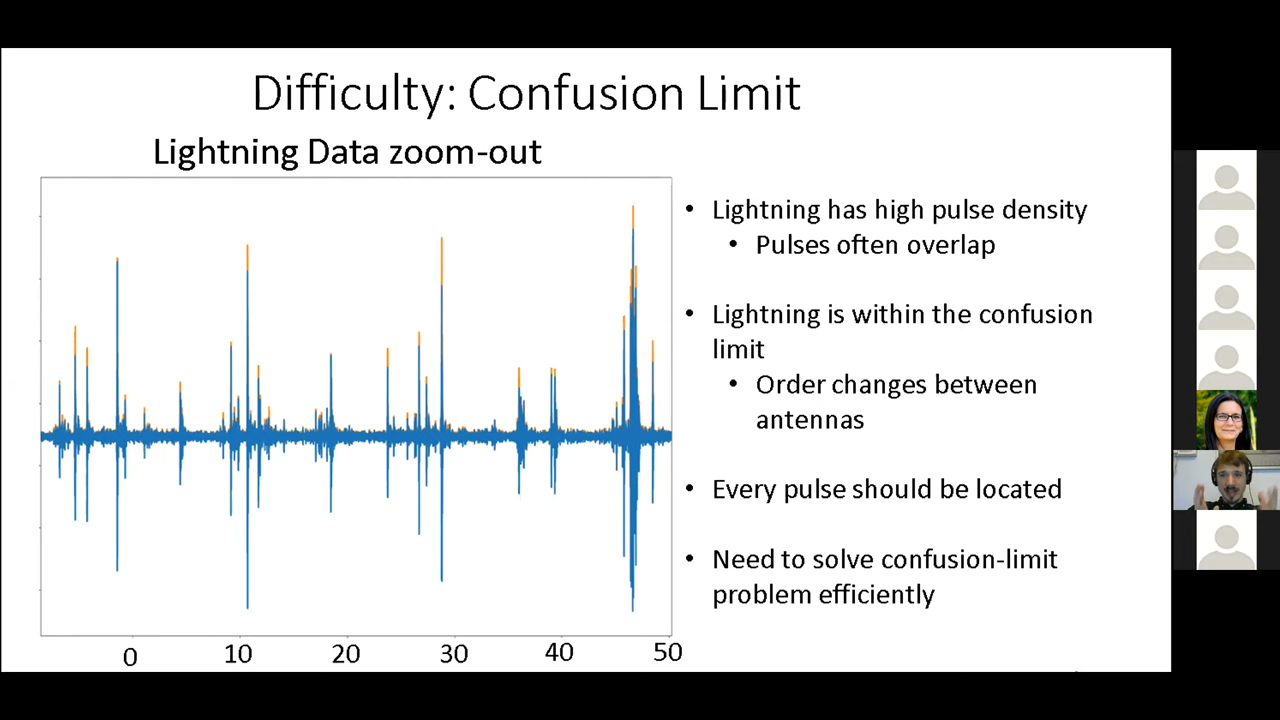 Difficulty: Confusion Limit
Lightning Data zoom-out
• Lightning has high pulse density
• Pulses often overlap
• Lightning is within the confusion
limit
• Order changes between
antennas
• Every pulse should be located
• Need to solve confusion-limit
problem efficiently
0 10 20 30 40 50